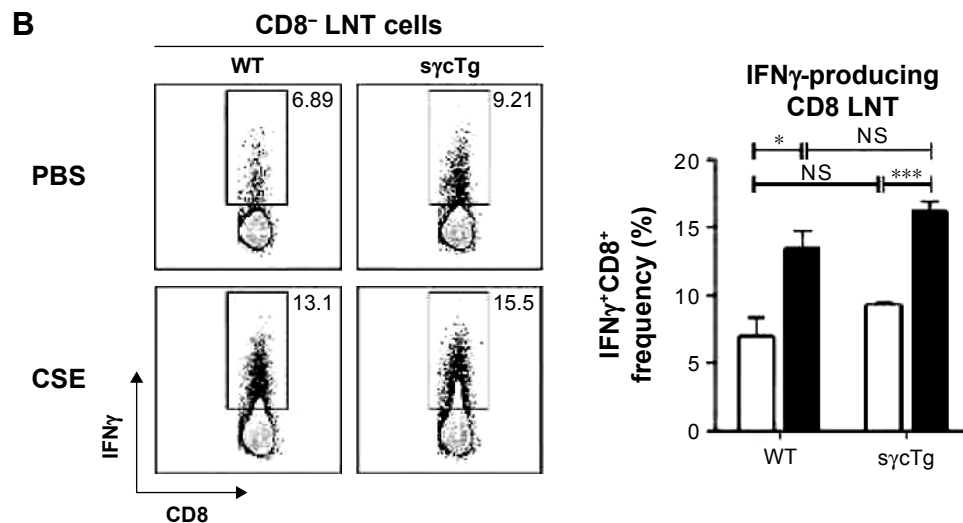 B
CD8⁻ LNT cells
WT
sγcTg
PBS
6.89
9.21
CSE
13.1
15.5
IFNγ
CD8
IFNγ-producing
CD8 LNT
*
NS
NS
***
IFNγ⁺CD8⁺
frequency (%)
20
15
10
5
0
WT
sγcTg